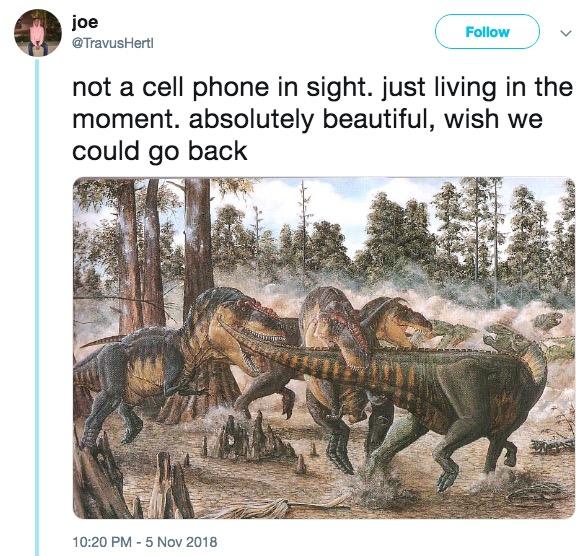 joe
@TravusHertl
Follow
not a cell phone in sight. just living in the
moment. absolutely beautiful, wish we
could go back
10:20 PM - 5 Nov 2018